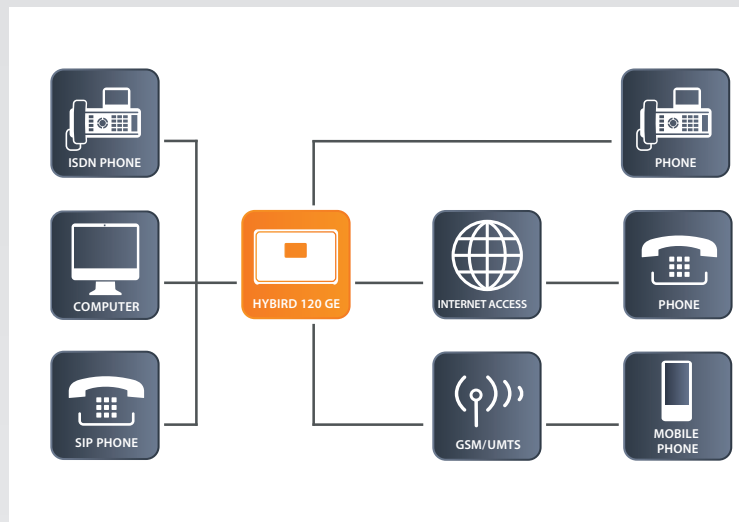 ISDN PHONE
PHONE
COMPUTER
HYBIRD 120 GE
INTERNET ACCESS
PHONE
SIP PHONE
GSM/UMTS
MOBILE
PHONE